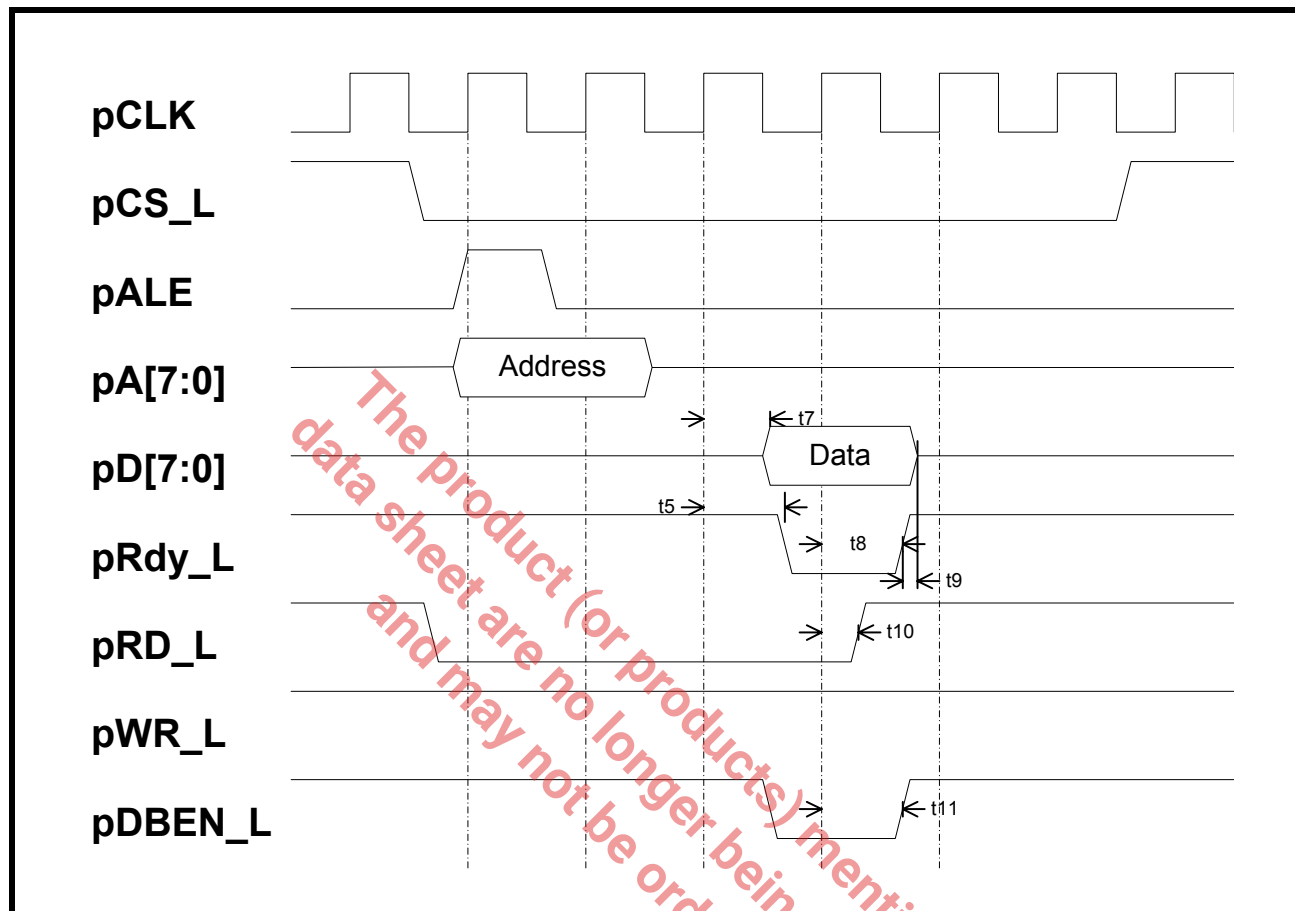 pCLK
pCS_L
pALE
pA[7:0]
Address
t7
pD[7:0]
Data
t5
pRdy_L
t8
t9
pRD_L
t10
pWR_L
pDBEN_L
t11
The product (or products) menti
data sheet are no longer bein
and may not be ord